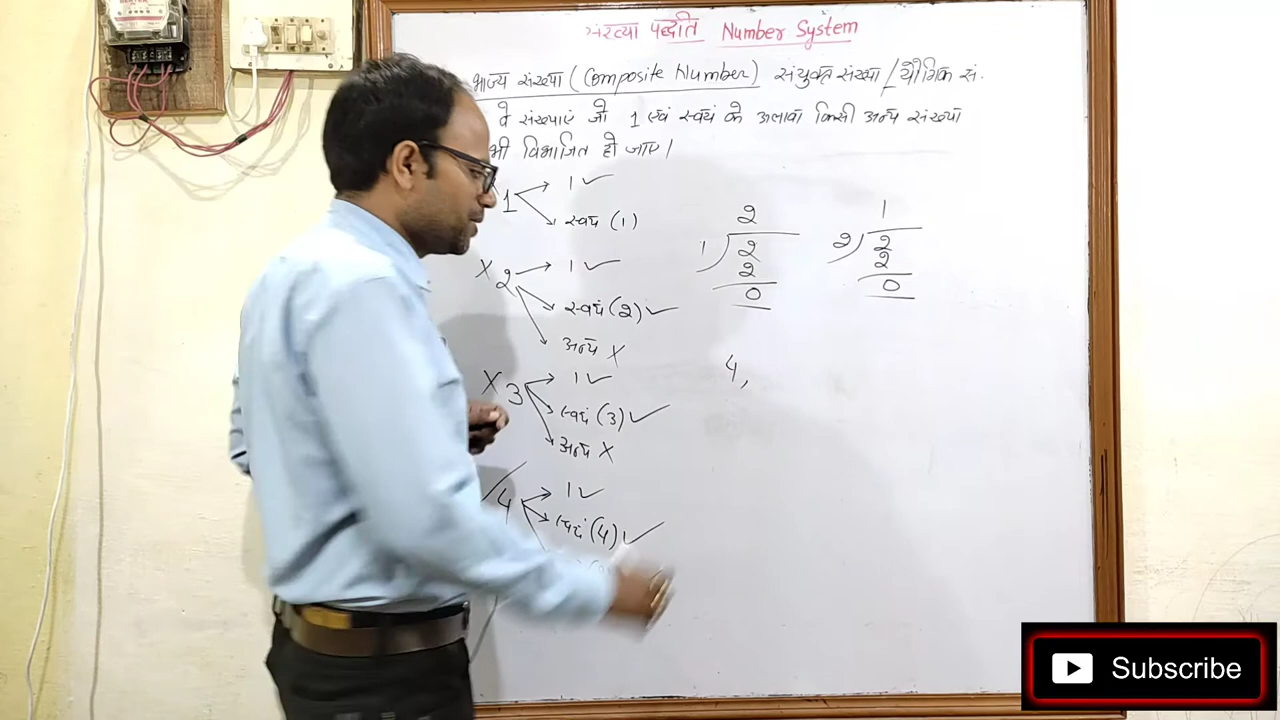 संख्या पद्धति Number System
भाज्य संख्या (Composite Number) संयुक्त संख्या / यौगिक सं.
वे संख्याएं जो 1 एवं स्वयं के अलावा किसी अन्य संख्या
भी विभाजित हो जाए।
1 → 1 ✓
→ स्वयं (1)
X 2 → 1 ✓
→ स्वयं (2) ✓
→ अन्य X
X 3 → 1 ✓
→ स्वयं (3) ✓
→ अन्य X
4 → 1 ✓
→ स्वयं (4) ✓
2
1) 2
2
0
1
2) 2
2
0
4,
Subscribe